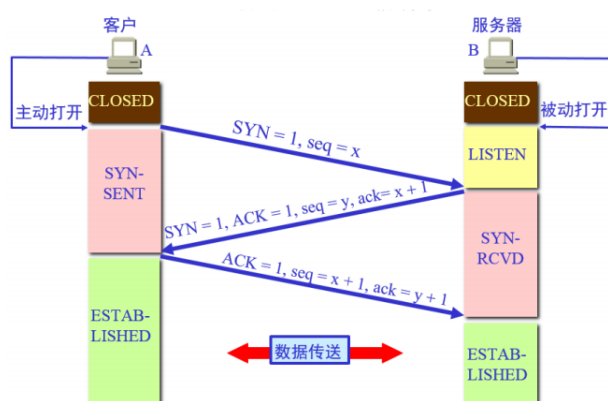 客户
服务器
A
B
CLOSED
CLOSED
主动打开
被动打开
SYN = 1, seq = x
LISTEN
SYN-
SENT
SYN = 1, ACK = 1, seq = y, ack= x + 1
SYN-
RCVD
ACK = 1, seq = x + 1, ack = y + 1
ESTAB-
LISHED
数据传送
ESTAB-
LISHED